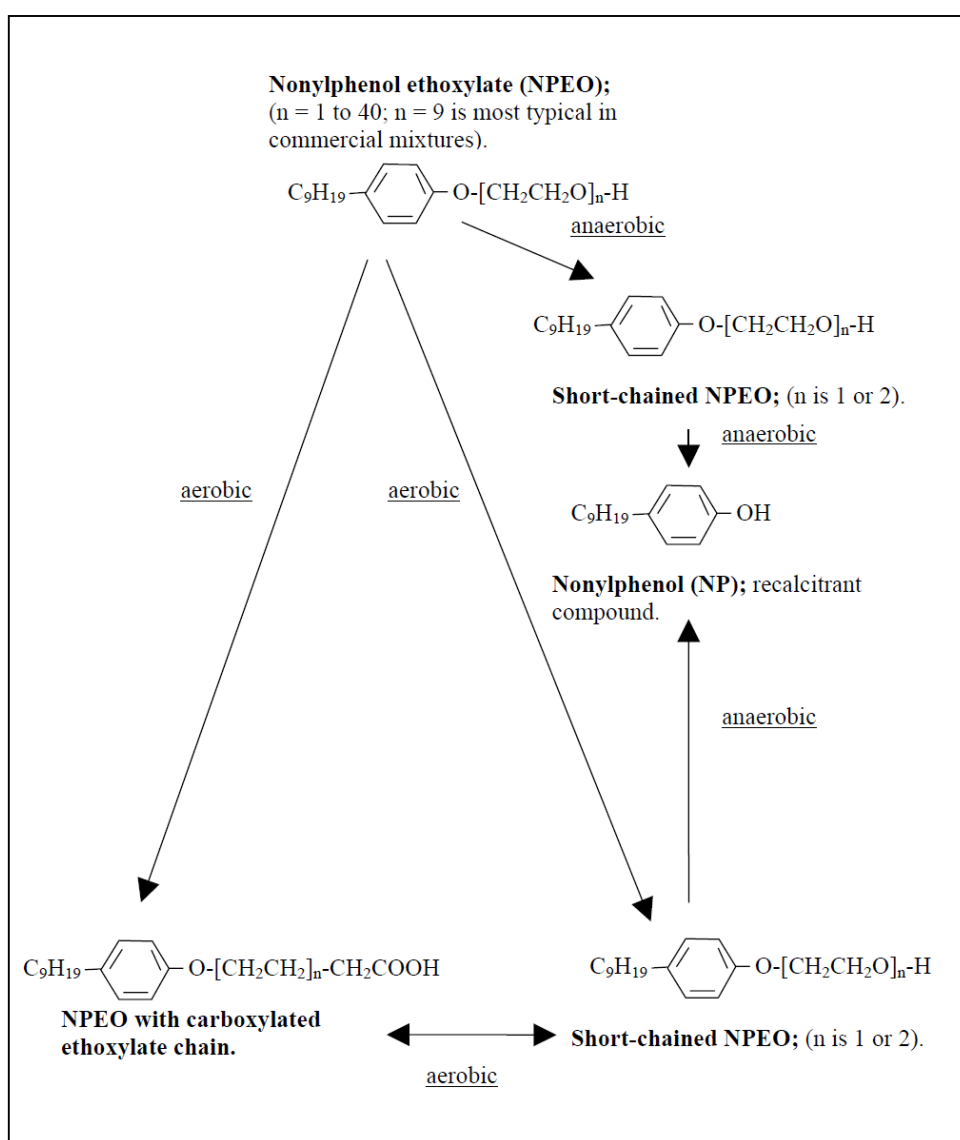 Nonylphenol ethoxylate (NPEO);
(n = 1 to 40; n = 9 is most typical in
commercial mixtures).
C₉H₁₉ O-[CH₂CH₂O]ₙ-H
anaerobic
C₉H₁₉ O-[CH₂CH₂O]ₙ-H
Short-chained NPEO; (n is 1 or 2).
anaerobic
aerobic
aerobic
C₉H₁₉ OH
Nonylphenol (NP); recalcitrant
compound.
anaerobic
C₉H₁₉ O-[CH₂CH₂]ₙ-CH₂COOH
NPEO with carboxylated
ethoxylate chain.
C₉H₁₉ O-[CH₂CH₂O]ₙ-H
Short-chained NPEO; (n is 1 or 2).
aerobic